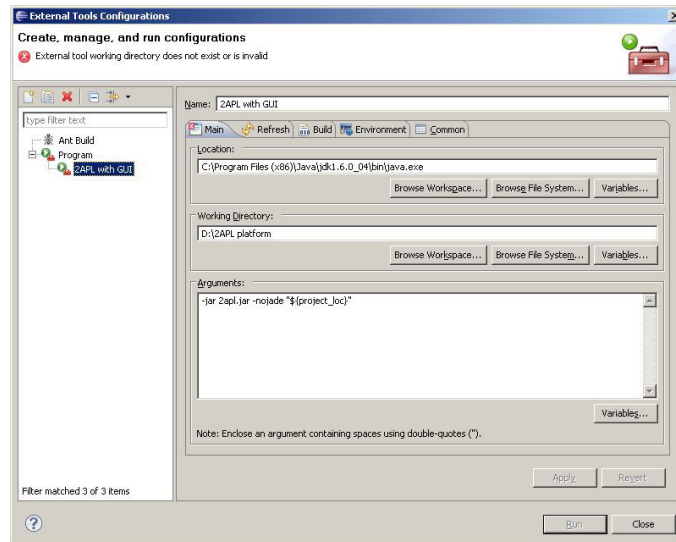 External Tools Configurations
Create, manage, and run configurations
External tool working directory does not exist or is invalid
type filter text
Ant Build
Program
2APL with GUI
Filter matched 3 of 3 items
Name: 2APL with GUI
Main Refresh Build Environment Common
Location:
C:\Program Files (x86)\Java\jdk1.6.0_04\bin\java.exe
Browse Workspace... Browse File System... Variables...
Working Directory:
D:\2APL platform
Browse Workspace... Browse File System... Variables...
Arguments:
-jar 2apl.jar -nojade "${project_loc}"
Variables...
Note: Enclose an argument containing spaces using double-quotes (").
Apply Revert
Run Close